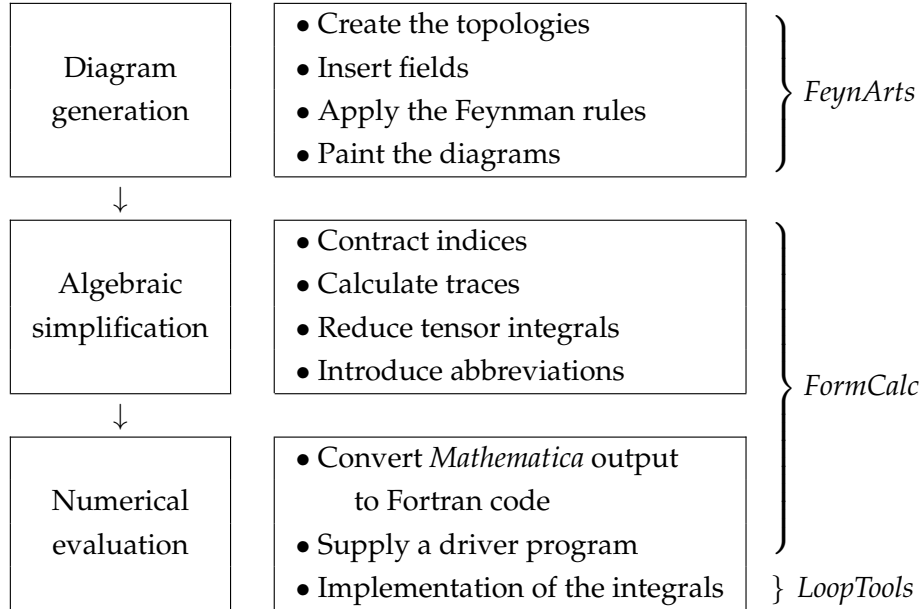 Diagram
generation
• Create the topologies
• Insert fields
• Apply the Feynman rules
• Paint the diagrams
} FeynArts
↓
Algebraic
simplification
• Contract indices
• Calculate traces
• Reduce tensor integrals
• Introduce abbreviations
} FormCalc
↓
Numerical
evaluation
• Convert Mathematica output
to Fortran code
• Supply a driver program
• Implementation of the integrals
} LoopTools